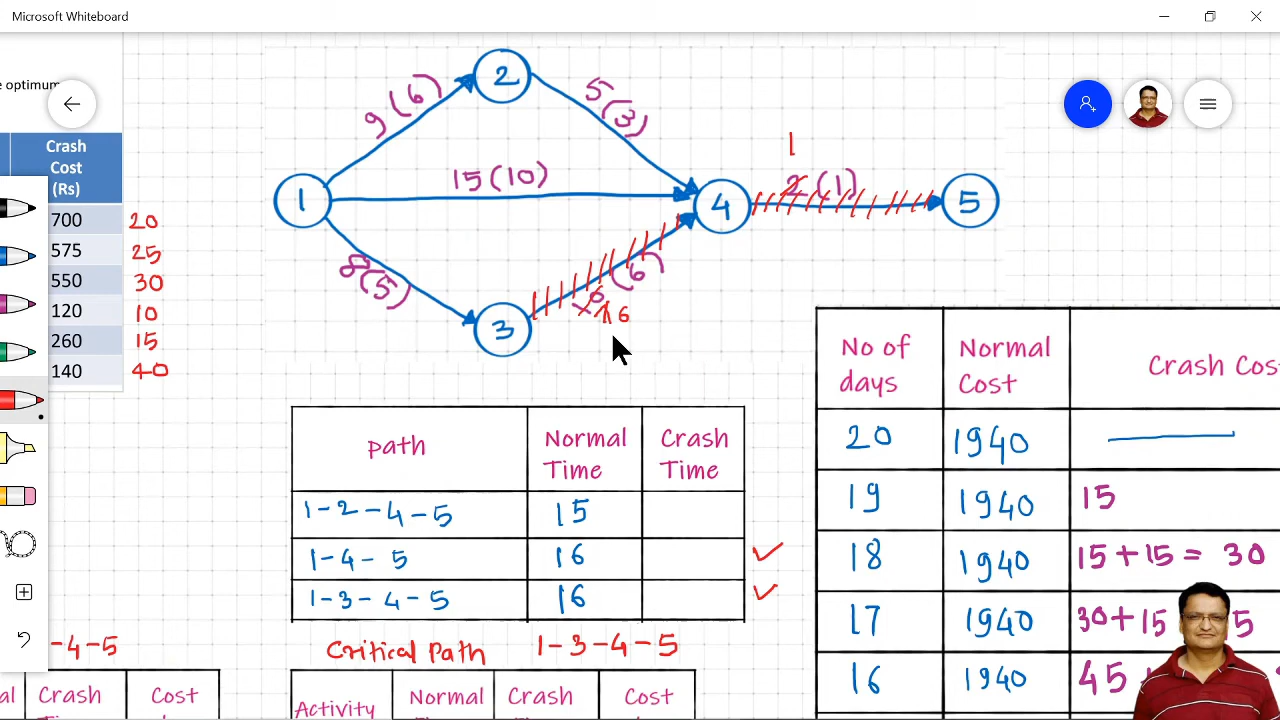 Microsoft Whiteboard
e optimum
Crash
Cost
(Rs)
700 20
575 25
550 30
120 10
260 15
140 40
1
2
3
4
5
9(6)
5(3)
15(10)
8(5)
(6)
6
1
2(1)
path
Normal
Time
Crash
Time
1-2-4-5 15
1-4-5 16
1-3-4-5 16
Critical Path 1-3-4-5
-4-5
Crash
Cost
Activity
Normal
Crash
Cost
No of
days
Normal
Cost
Crash Cos
20 1940
19 1940 15
18 1940 15+15= 30
17 1940 30+15 5
16 1940 45